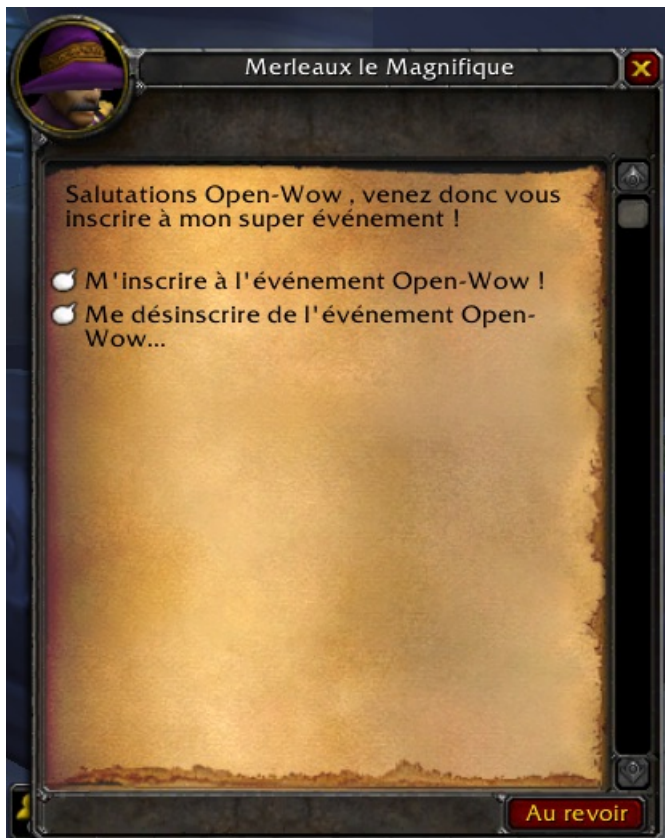 Merleaux le Magnifique
Salutations Open-Wow , venez donc vous
inscrire à mon super événement !
M'inscrire à l'événement Open-Wow !
Me désinscrire de l'événement Open-
Wow...
Au revoir